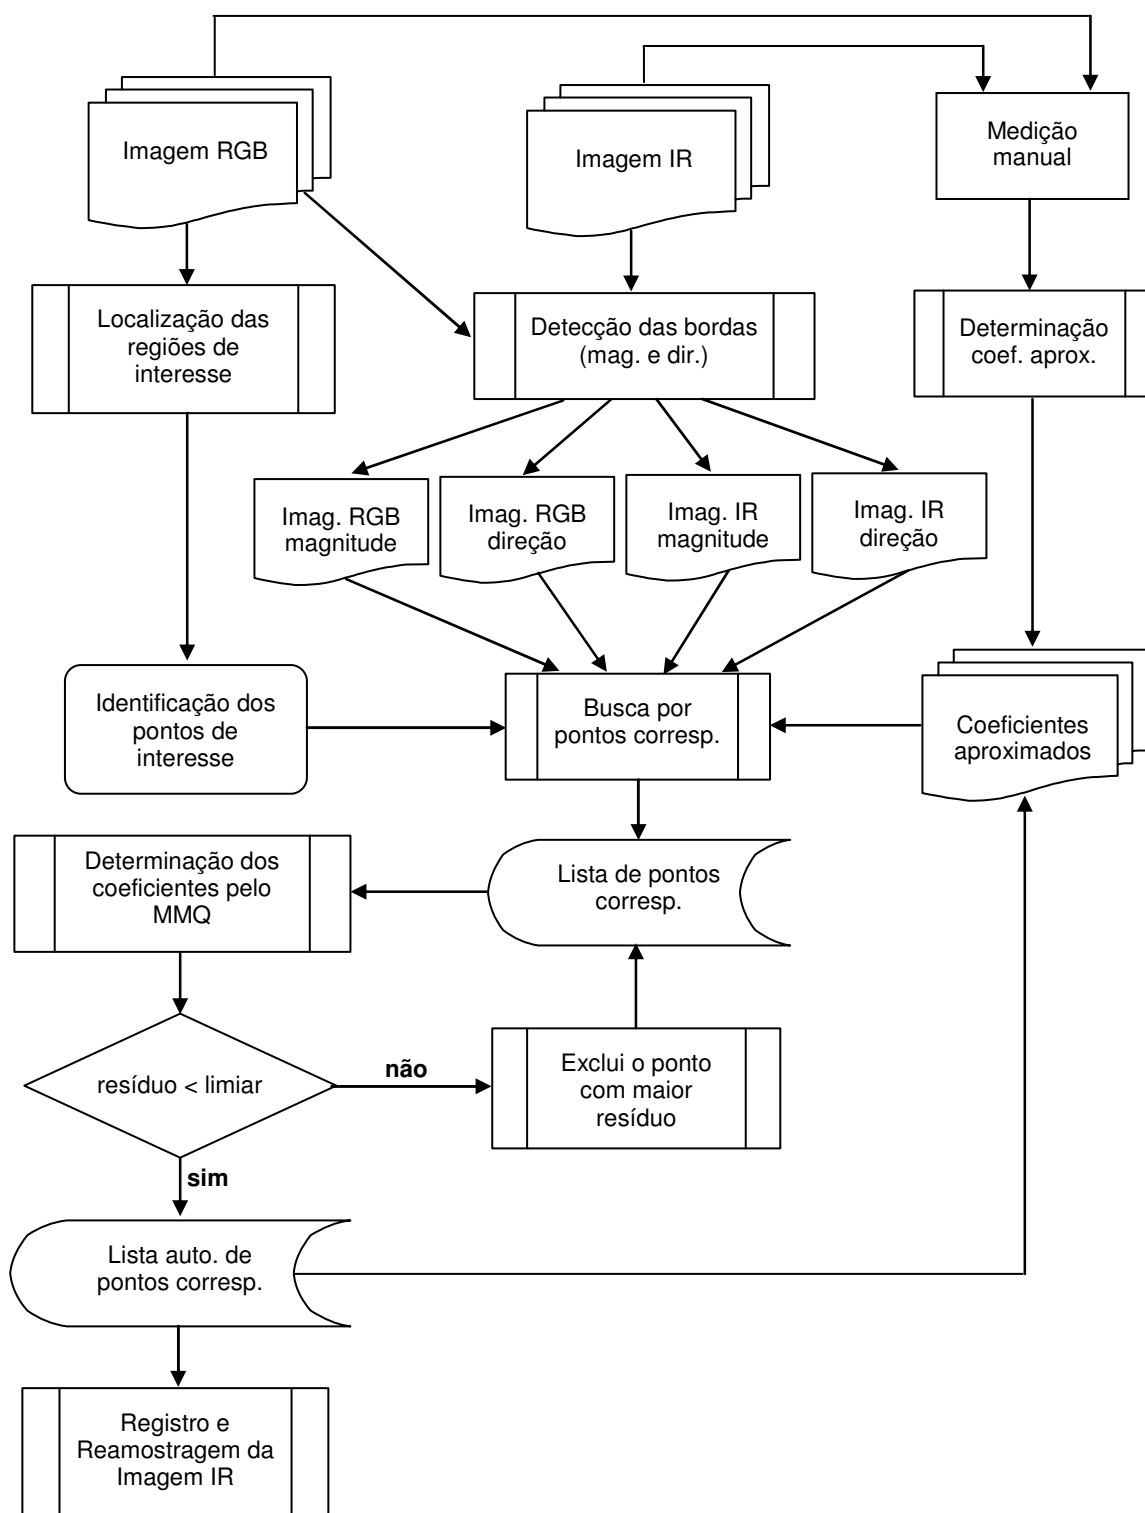 Imagem RGB
Imagem IR
Medição
manual
Localização das
regiões de
interesse
Detecção das bordas
(mag. e dir.)
Determinação
coef. aprox.
Imag. RGB
magnitude
Imag. RGB
direção
Imag. IR
magnitude
Imag. IR
direção
Identificação dos
pontos de
interesse
Busca por
pontos corresp.
Coeficientes
aproximados
Determinação dos
coeficientes pelo
MMQ
Lista de pontos
corresp.
resíduo < limiar
não
Exclui o ponto
com maior
resíduo
sim
Lista auto. de
pontos corresp.
Registro e
Reamostragem da
Imagem IR